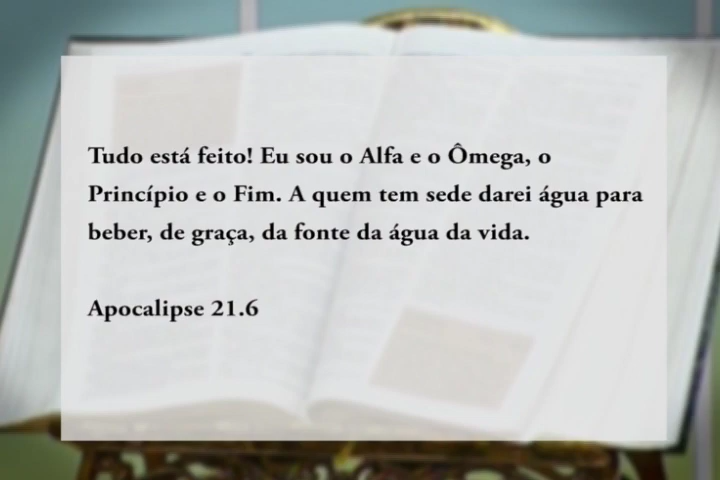 Tudo está feito! Eu sou o Alfa e o Ômega, o
Princípio e o Fim. A quem tem sede darei água para
beber, de graça, da fonte da água da vida.
Apocalipse 21.6